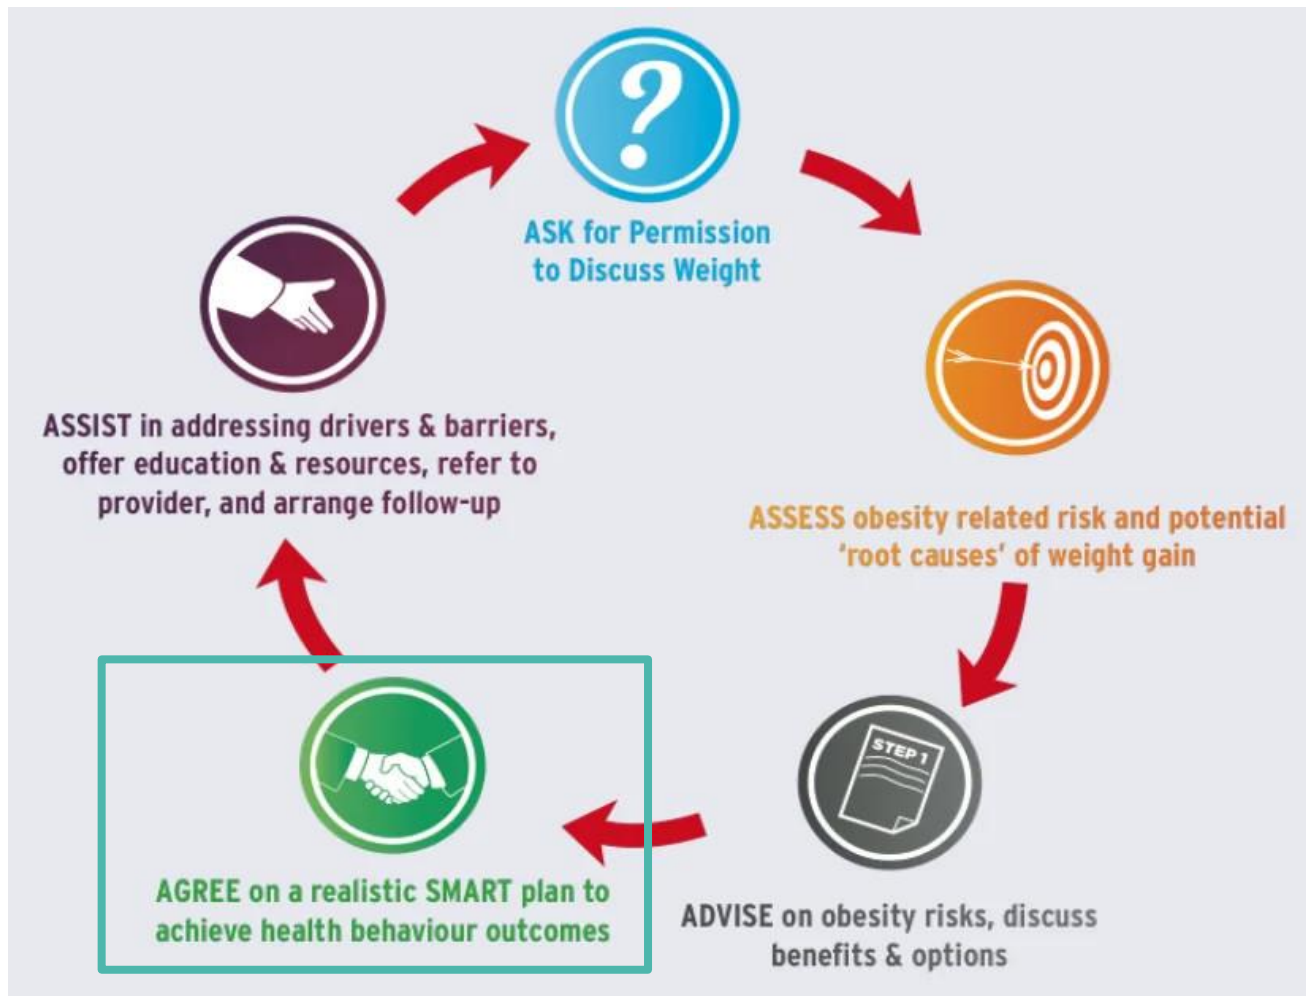 ?
ASK for Permission
to Discuss Weight
ASSESS obesity related risk and potential
'root causes' of weight gain
STEP 1
ADVISE on obesity risks, discuss
benefits & options
AGREE on a realistic SMART plan to
achieve health behaviour outcomes
ASSIST in addressing drivers & barriers,
offer education & resources, refer to
provider, and arrange follow-up